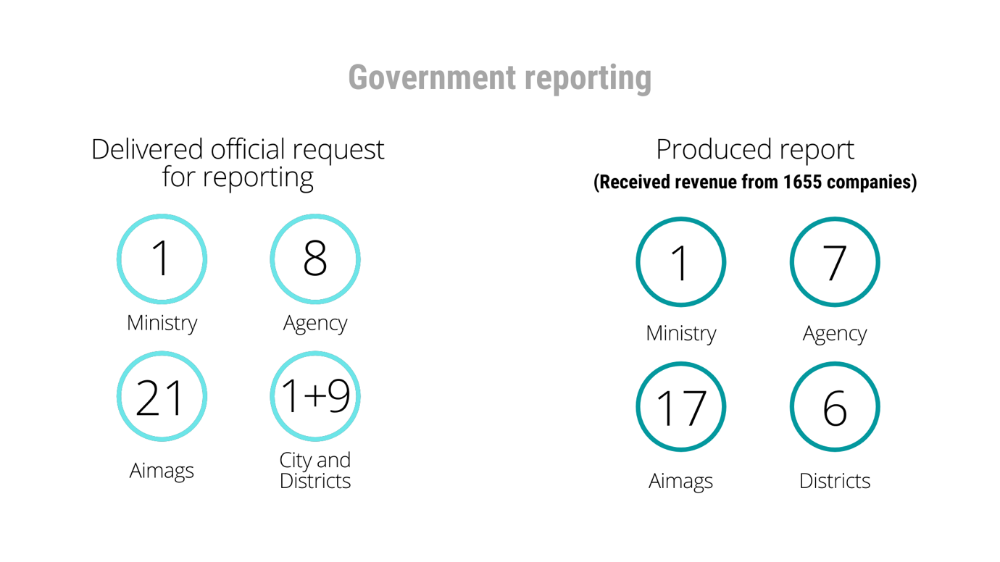 Government reporting
Delivered official request
for reporting
1
8
Ministry
Agency
21
1+9
Aimags
City and
Districts
Produced report
(Received revenue from 1655 companies)
1
7
Ministry
Agency
17
6
Aimags
Districts